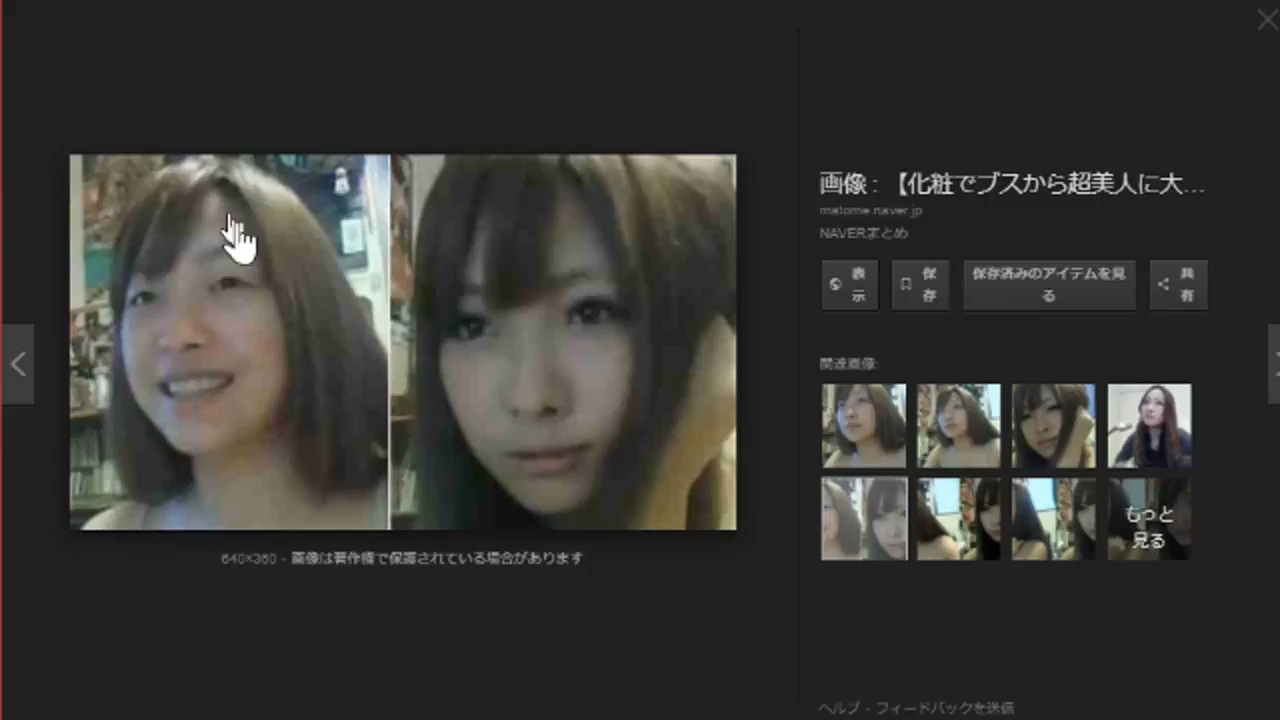 画像 : 【化粧でブスから超美人に大...
matome.naver.jp
NAVERまとめ
表示
保存
保存済みのアイテムを見る
共有
関連画像:
もっと
見る
640×360 - 画像は著作権で保護されている場合があります
ヘルプ - フィードバックを送信